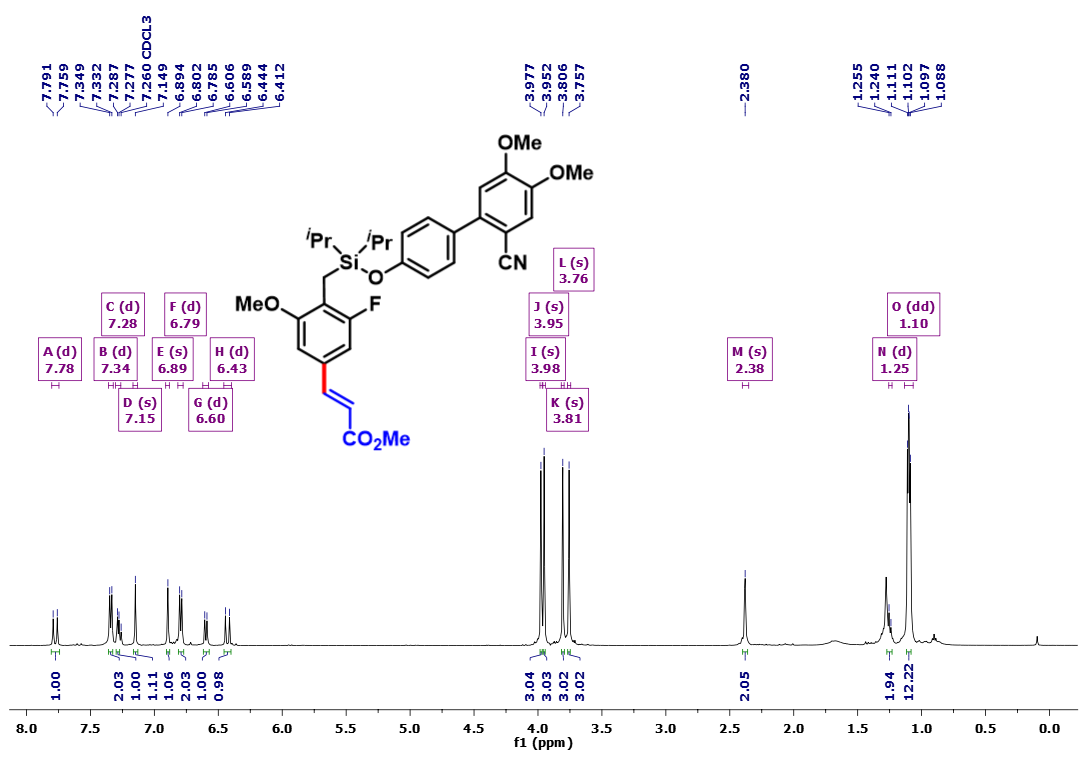 7.791
7.759
7.349
7.332
7.287
7.277
7.260 CDCL3
7.149
6.894
6.802
6.785
6.606
6.589
6.444
6.412
3.977
3.952
3.806
3.757
2.380
1.255
1.240
1.111
1.102
1.097
1.088
OMe
OMe
iPr
iPr
Si
O
CN
MeO
F
CO2Me
L (s)
3.76
C (d)
7.28
F (d)
6.79
J (s)
3.95
O (dd)
1.10
A (d)
7.78
B (d)
7.34
E (s)
6.89
H (d)
6.43
I (s)
3.98
M (s)
2.38
N (d)
1.25
D (s)
7.15
G (d)
6.60
K (s)
3.81
1.00
2.03
1.00
1.11
1.06
2.03
1.00
0.98
3.04
3.03
3.02
3.02
2.05
1.94
12.22
8.0 7.5 7.0 6.5 6.0 5.5 5.0 4.5 4.0 3.5 3.0 2.5 2.0 1.5 1.0 0.5 0.0
f1 (ppm)